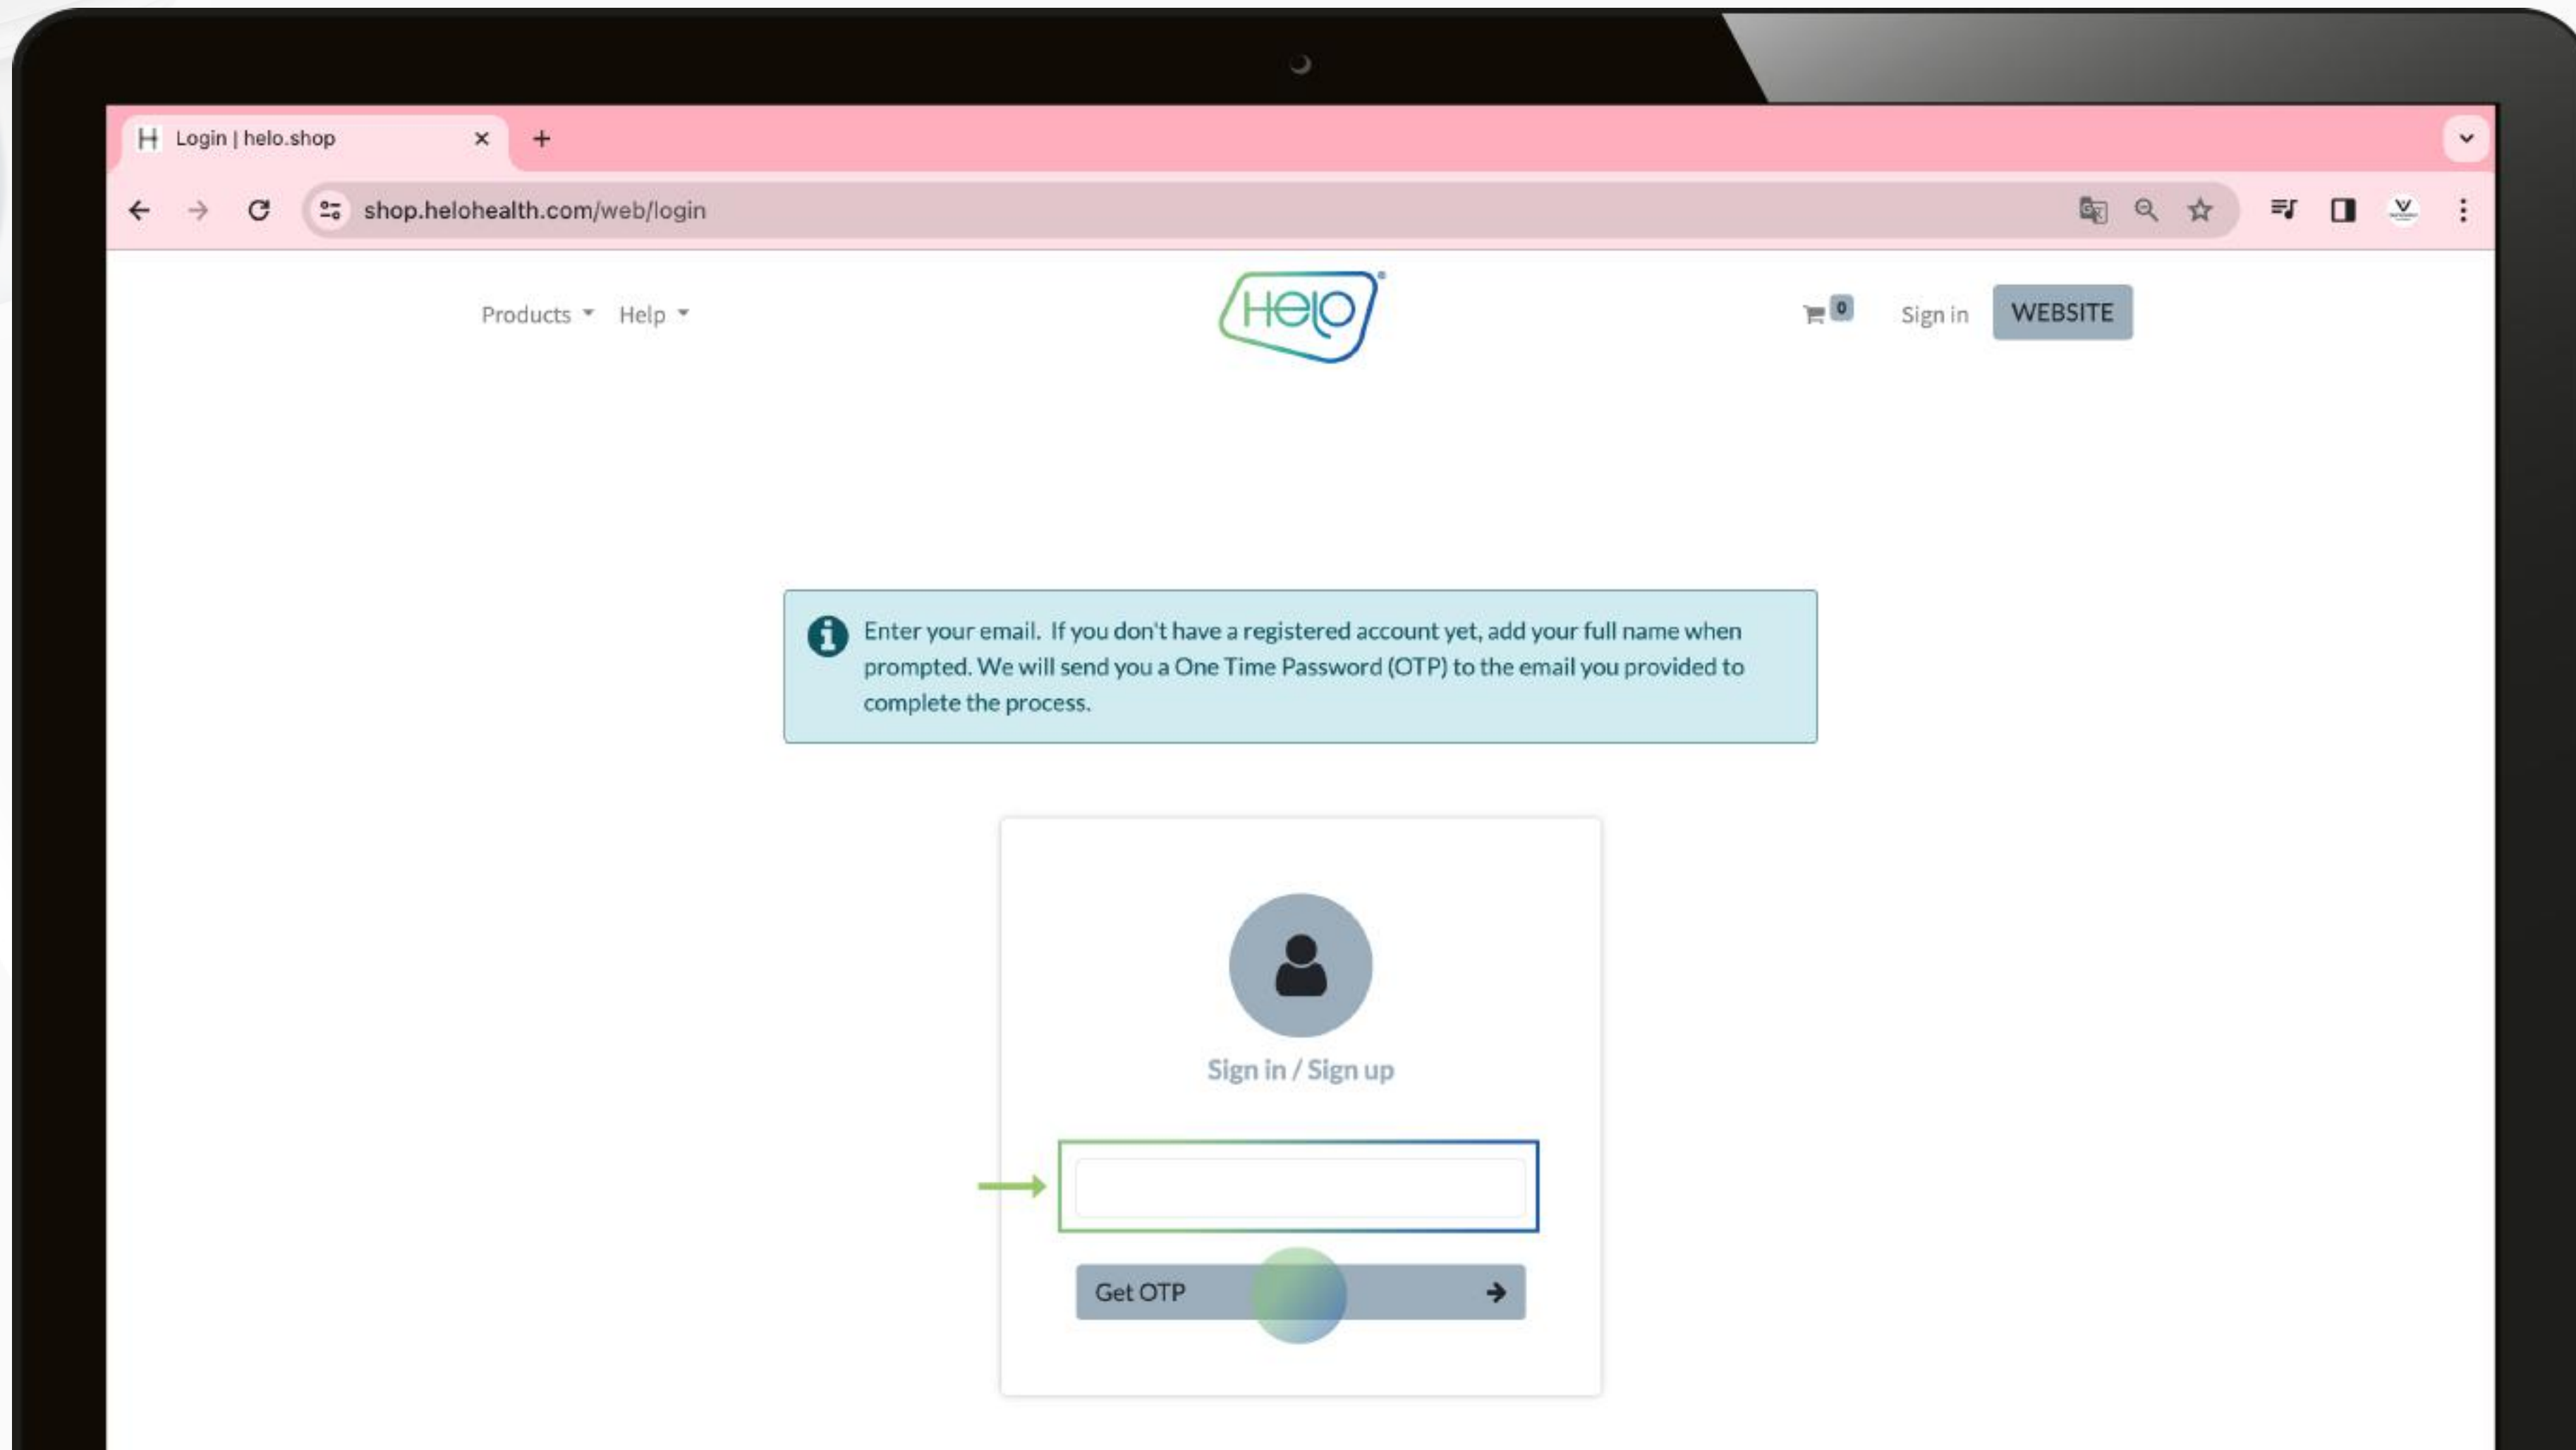 Login | helo.shop
shop.helohealth.com/web/login
Products Help
Helo
0
Sign in
WEBSITE
Enter your email. If you don't have a registered account yet, add your full name when
prompted. We will send you a One Time Password (OTP) to the email you provided to
complete the process.
Sign in / Sign up
Get OTP